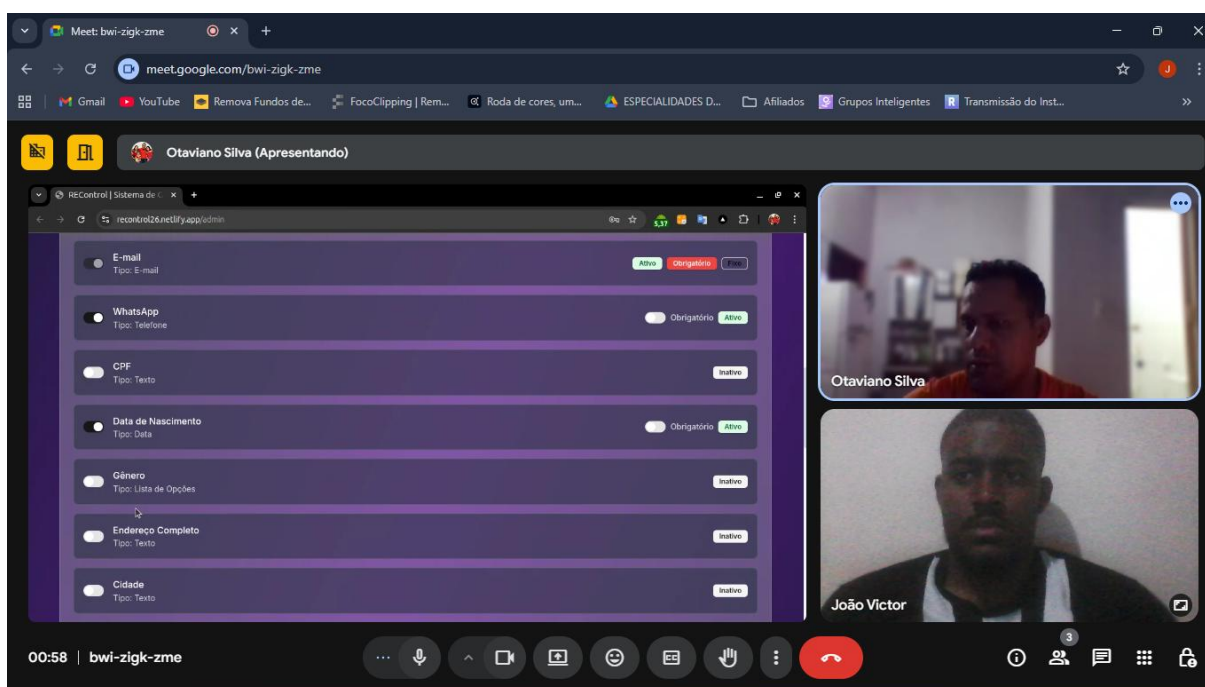 Meet: bwi-zigk-zme
meet.google.com/bwi-zigk-zme
J
Gmail
YouTube
Remova Fundos de...
FocoClipping | Rem...
Roda de cores, um...
ESPECIALIDADES D...
Afiliados
Grupos Inteligentes
Transmissão do Inst...
Otaviano Silva (Apresentando)
REControl | Sistema de C
recontrol26.netlify.app/admin
5,37
E-mail
Tipo: E-mail
Ativo
Obrigatório
Fixo
WhatsApp
Tipo: Telefone
Obrigatório
Ativo
CPF
Tipo: Texto
Inativo
Data de Nascimento
Tipo: Data
Obrigatório
Ativo
Gênero
Tipo: Lista de Opções
Inativo
Endereço Completo
Tipo: Texto
Inativo
Cidade
Tipo: Texto
Inativo
Otaviano Silva
João Victor
00:58 | bwi-zigk-zme
CC
3